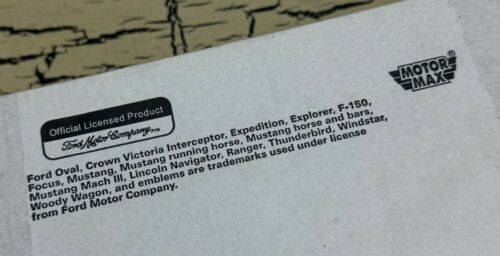 Official Licensed Product
Ford Motor Company™
MOTOR
MAX®
Ford Oval, Crown Victoria Interceptor, Expedition, Explorer, F-150,
Focus, Mustang, Mustang running horse, Mustang horse and bars,
Mustang Mach III, Lincoln Navigator, Ranger, Thunderbird, Windstar,
Woody Wagon, and emblems are trademarks used under license
from Ford Motor Company.